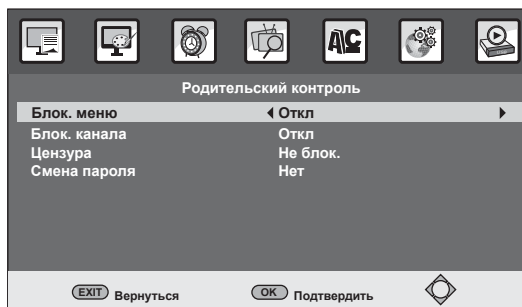 Родительский контроль
Блок. меню Откл
Блок. канала Откл
Цензура Не блок.
Смена пароля Нет
EXIT Вернуться OK Подтвердить